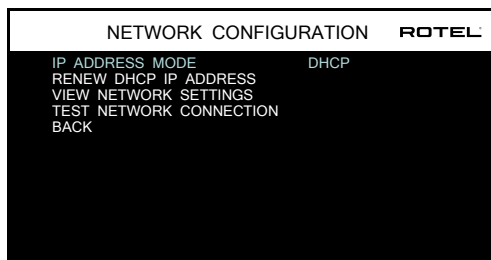 NETWORK CONFIGURATION ROTEL
IP ADDRESS MODE DHCP
RENEW DHCP IP ADDRESS
VIEW NETWORK SETTINGS
TEST NETWORK CONNECTION
BACK